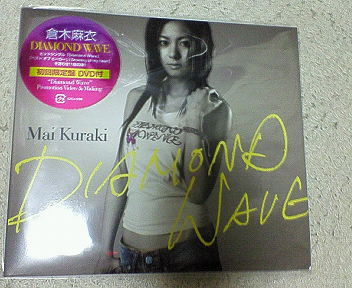 倉木麻衣
DIAMOND WAVE
初回限定盤 DVD付
"Diamond Wave"
Promotion Video & Making
Mai Kuraki
DIAMOND
WAVE